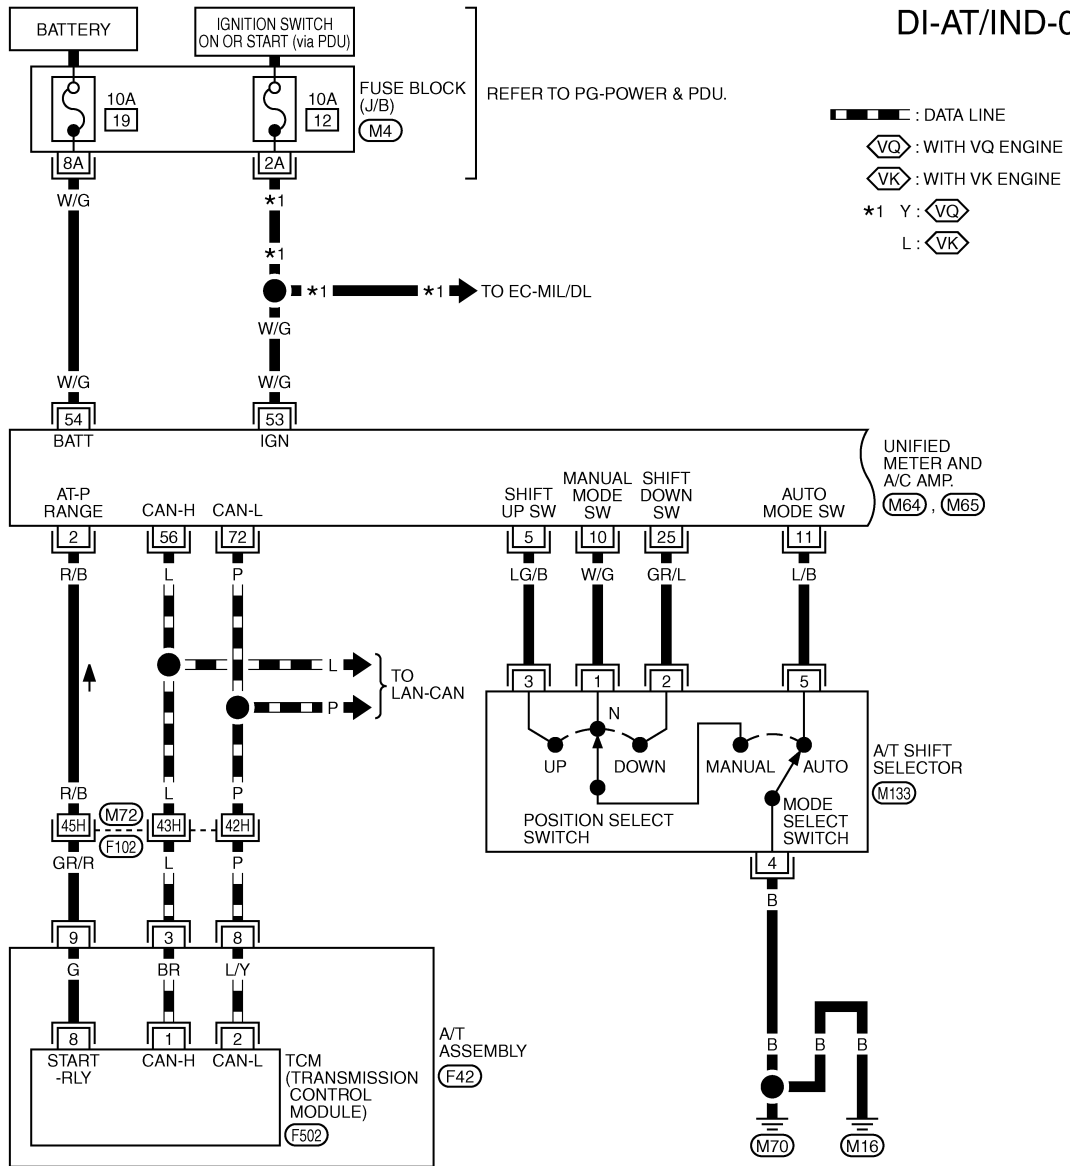 DI-AT/IND-0
BATTERY
IGNITION SWITCH
ON OR START (via PDU)
10A
19
10A
12
FUSE BLOCK
(J/B)
M4
REFER TO PG-POWER & PDU.
: DATA LINE
VQ : WITH VQ ENGINE
VK : WITH VK ENGINE
*1 Y : VQ
L : VK
8A
2A
W/G
*1
*1
*1
*1
TO EC-MIL/DL
W/G
W/G
W/G
54
53
BATT
IGN
UNIFIED
METER AND
A/C AMP.
M64 , M65
AT-P
RANGE
CAN-H
CAN-L
SHIFT
UP SW
MANUAL
MODE
SW
SHIFT
DOWN
SW
AUTO
MODE SW
2
56
72
5
10
25
11
R/B
L
P
LG/B
W/G
GR/L
L/B
L
P
TO
LAN-CAN
3
1
2
5
N
UP
DOWN
MANUAL
AUTO
POSITION SELECT
SWITCH
MODE
SELECT
SWITCH
A/T SHIFT
SELECTOR
M133
4
R/B
L
P
M72
45H
43H
42H
F102
GR/R
L
P
9
3
8
G
BR
L/Y
8
1
2
START
-RLY
CAN-H
CAN-L
TCM
(TRANSMISSION
CONTROL
MODULE)
F502
A/T
ASSEMBLY
F42
B
B
B
B
M70
M16